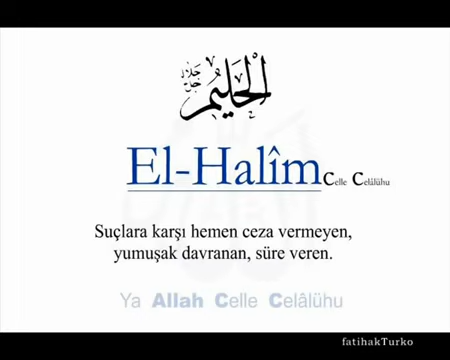 الحليم جل جلاله
El-Halîm Celle Celâlühu
Suçlara karşı hemen ceza vermeyen,
yumuşak davranan, süre veren.
Ya Allah Celle Celâlühu
fatihakTurko